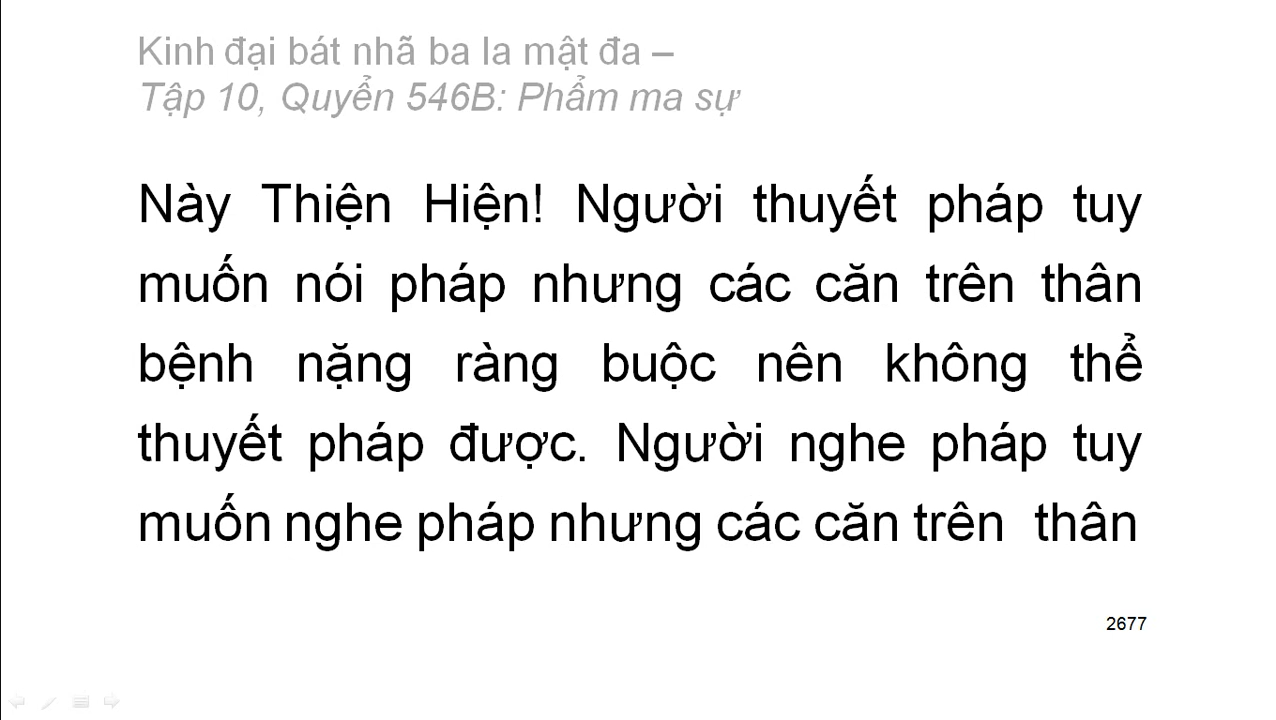 Kinh đại bát nhã ba la mật đa –
Tập 10, Quyển 546B: Phẩm ma sự
Này Thiện Hiện! Người thuyết pháp tuy
muốn nói pháp nhưng các căn trên thân
bệnh nặng ràng buộc nên không thể
thuyết pháp được. Người nghe pháp tuy
muốn nghe pháp nhưng các căn trên thân
2677